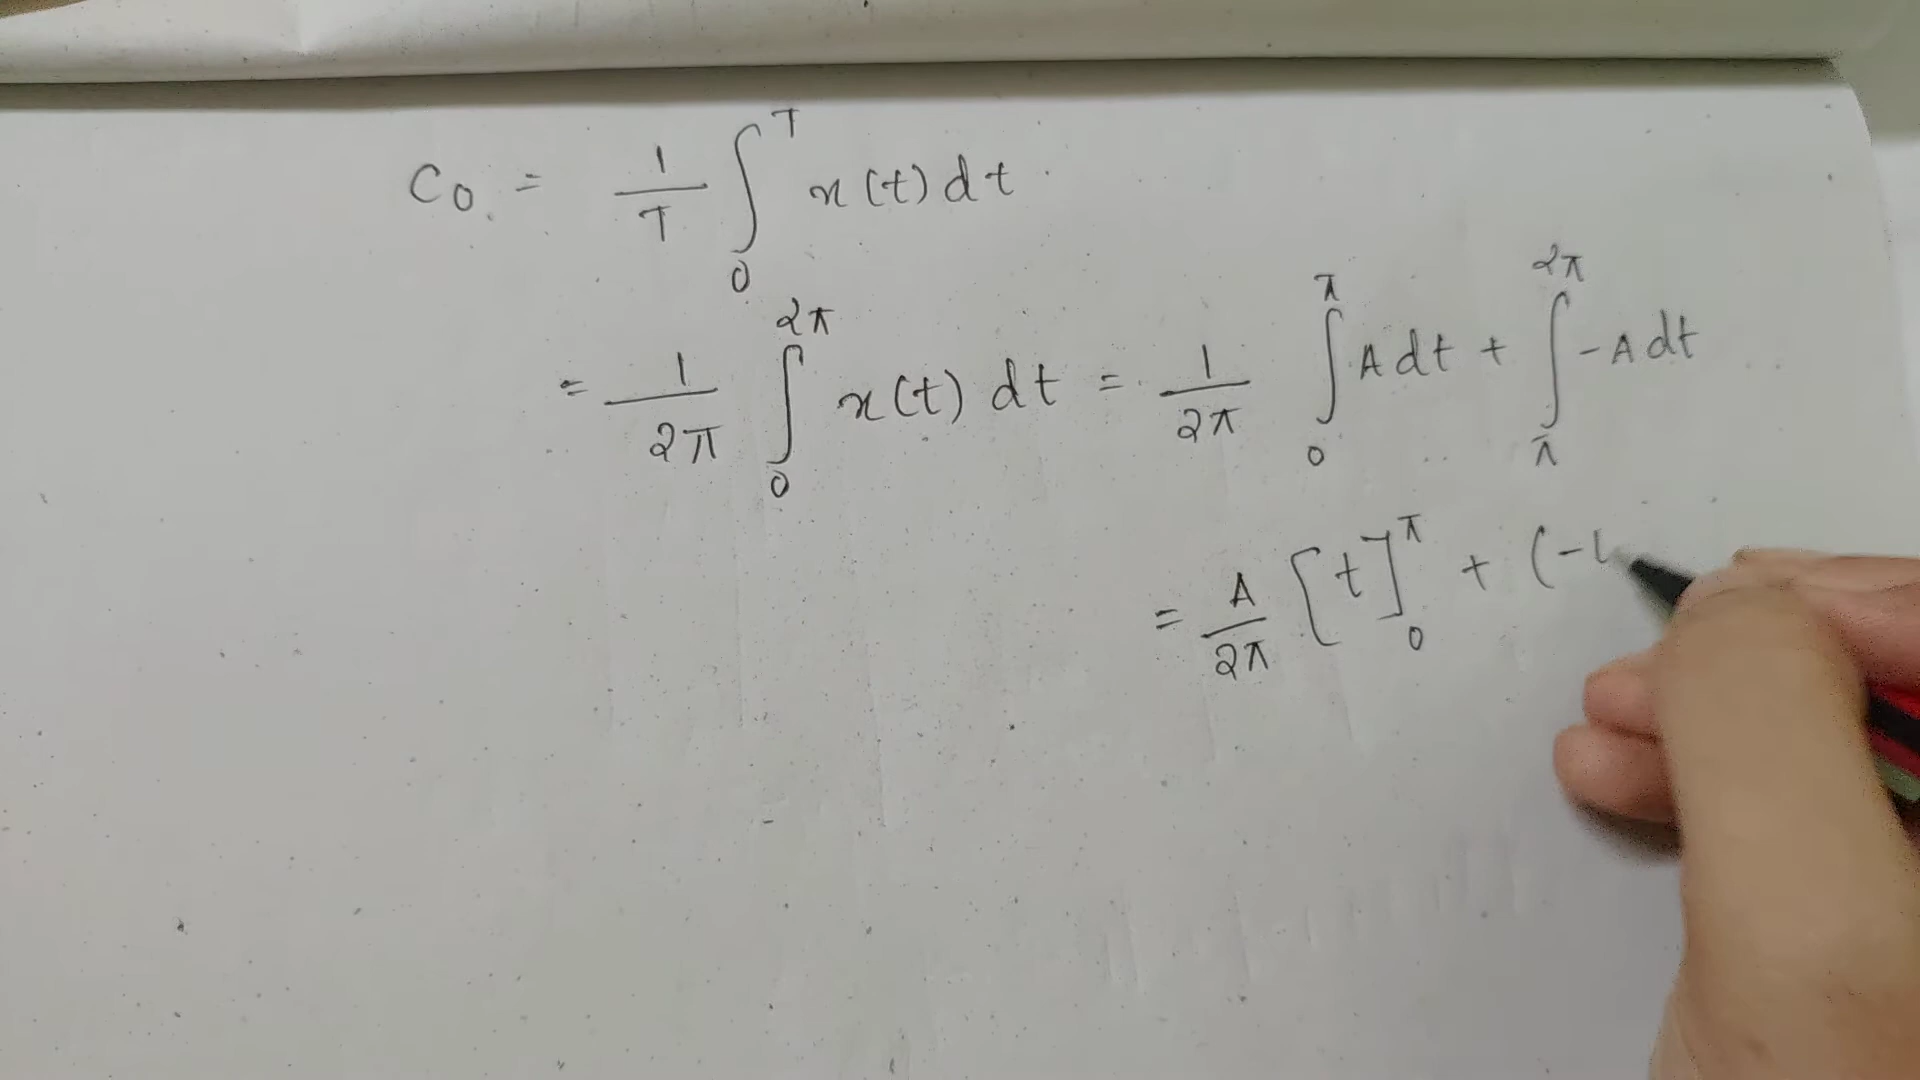 C0 = 1/T ∫_0^T x(t) dt
= 1/2π ∫_0^2π x(t) dt = 1/2π ∫_0^π A dt + ∫_π^2π -A dt
= A/2π [t]_0^π + (-